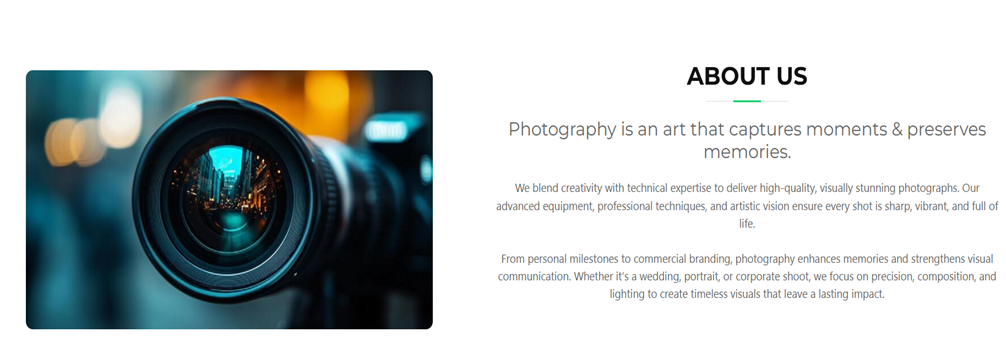 ABOUT US
Photography is an art that captures moments & preserves
memories.
We blend creativity with technical expertise to deliver high-quality, visually stunning photographs. Our
advanced equipment, professional techniques, and artistic vision ensure every shot is sharp, vibrant, and full of
life.
From personal milestones to commercial branding, photography enhances memories and strengthens visual
communication. Whether it's a wedding, portrait, or corporate shoot, we focus on precision, composition, and
lighting to create timeless visuals that leave a lasting impact.